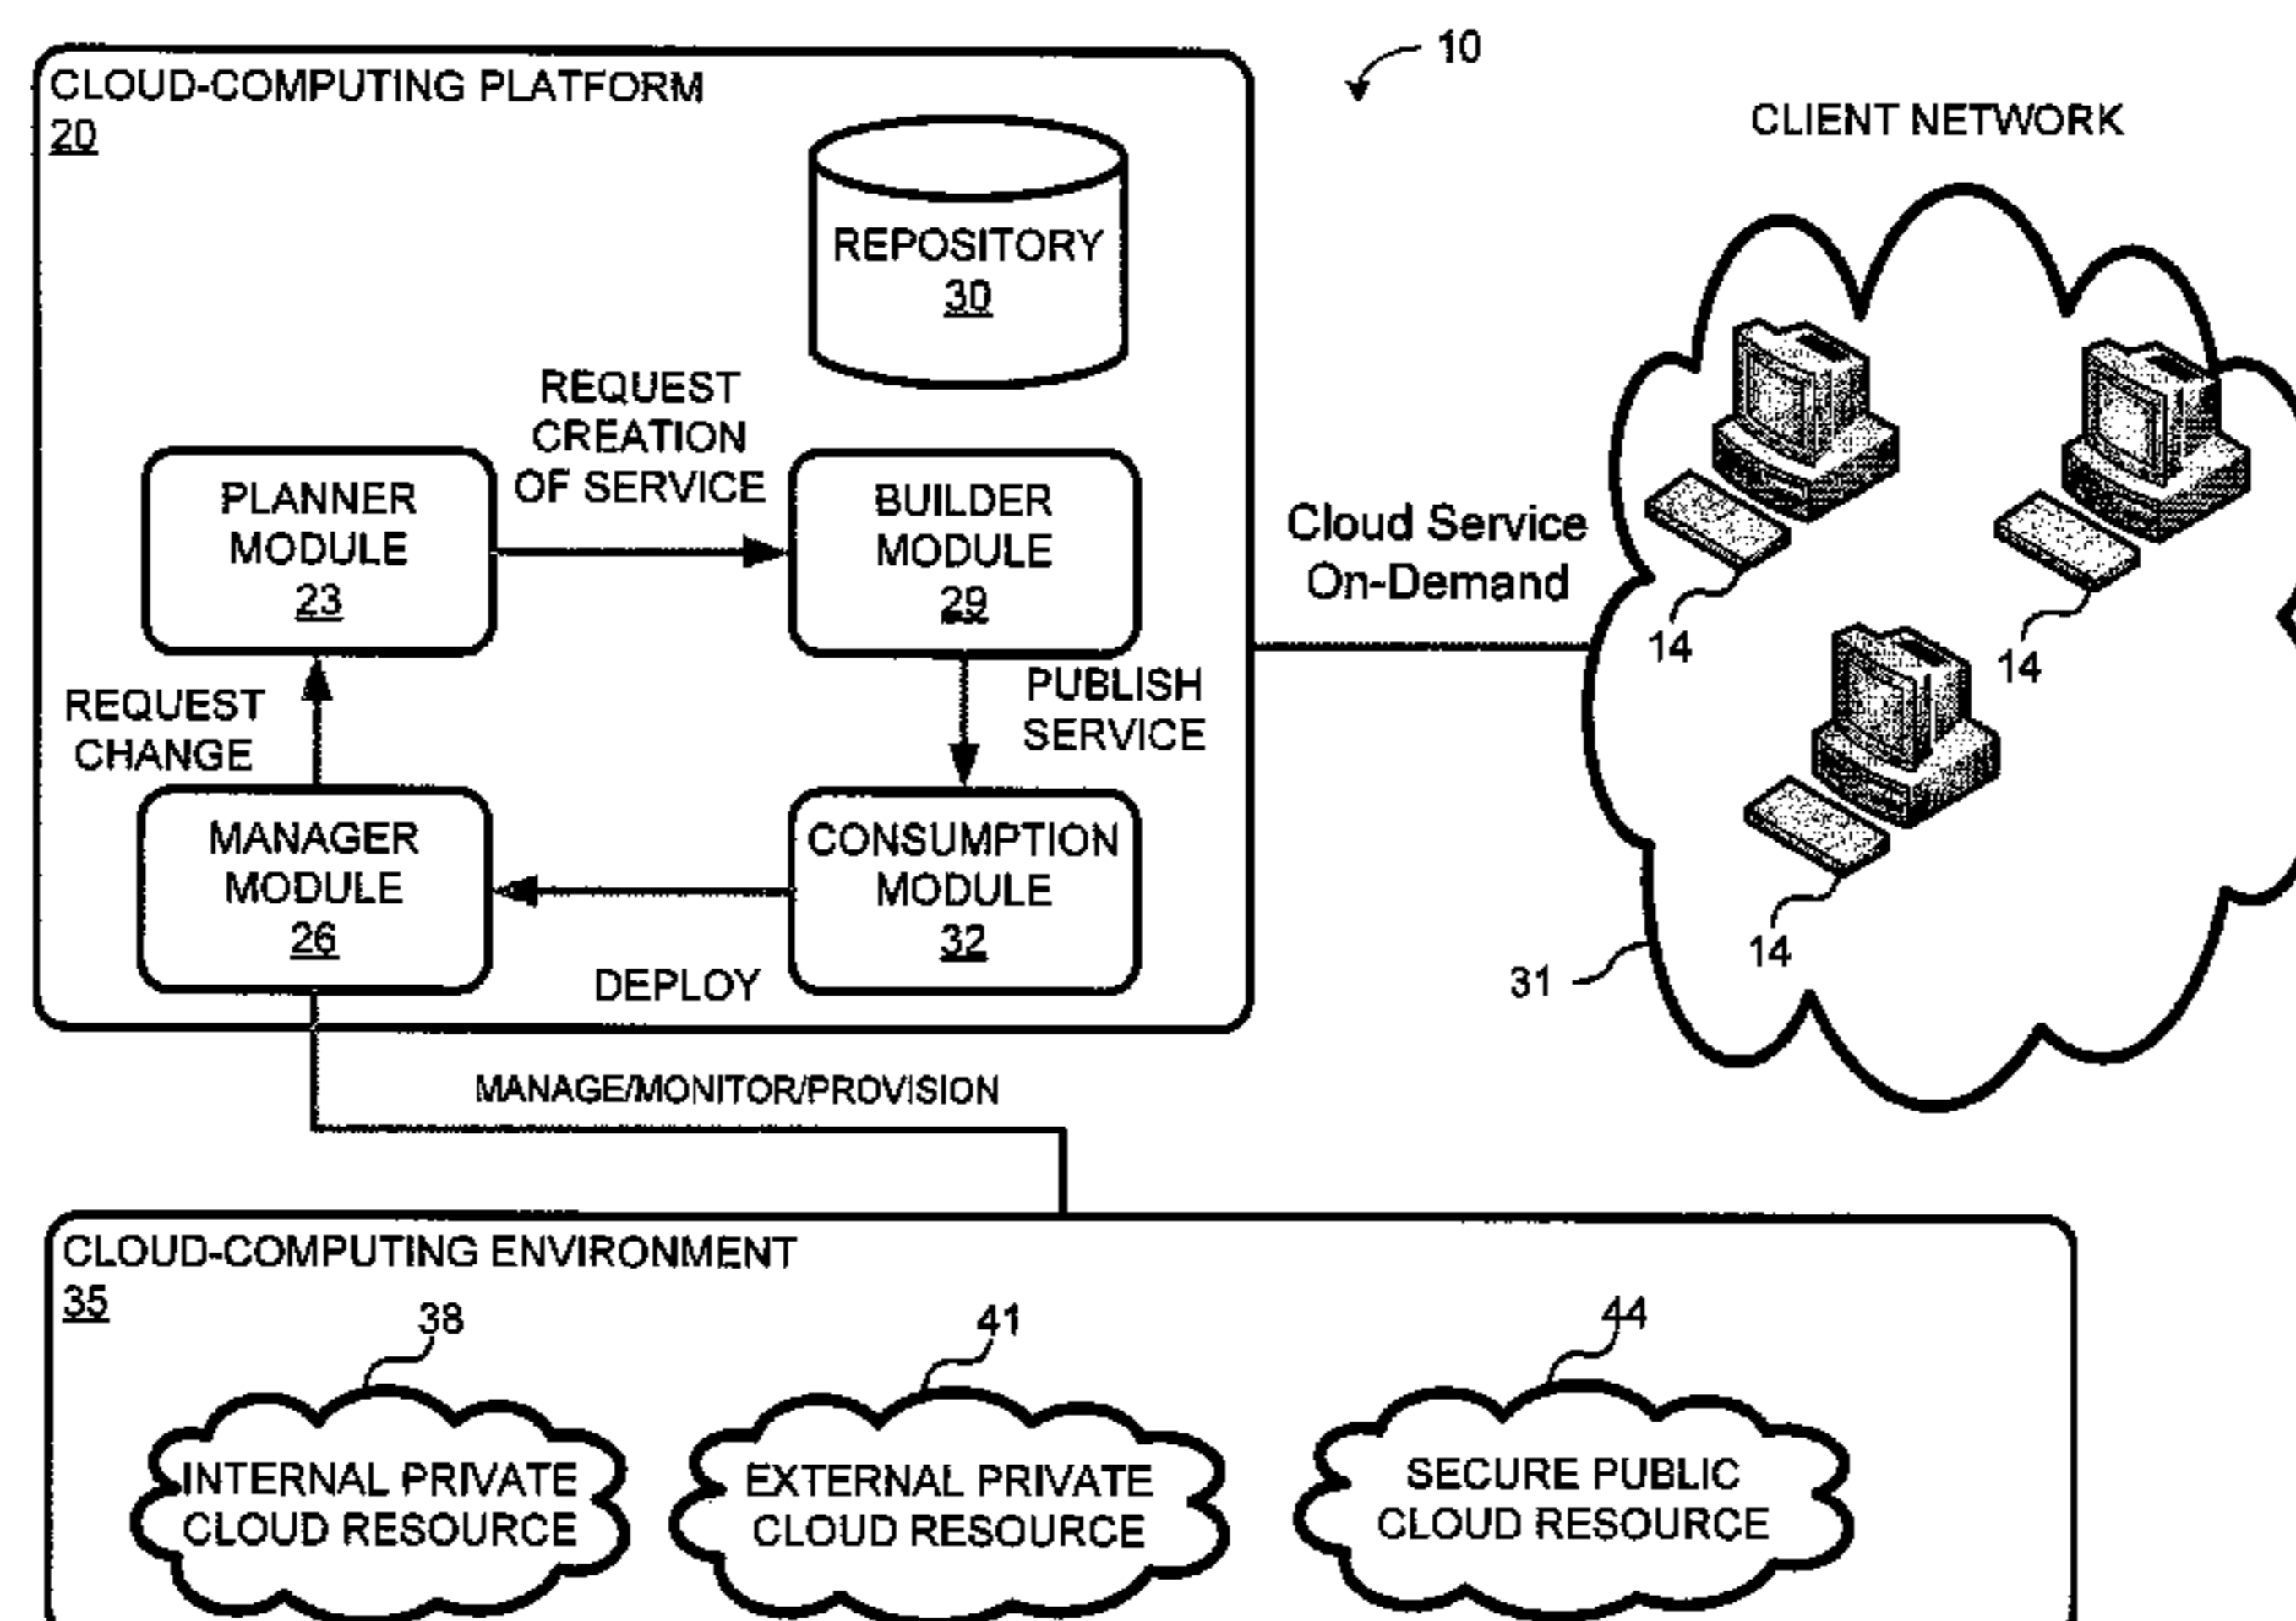 10
CLOUD-COMPUTING PLATFORM
20
CLIENT NETWORK
REPOSITORY
30
REQUEST
CREATION
OF SERVICE
PLANNER
MODULE
23
BUILDER
MODULE
29
Cloud Service
On-Demand
14
14
REQUEST
CHANGE
PUBLISH
SERVICE
MANAGER
MODULE
26
CONSUMPTION
MODULE
32
14
31
DEPLOY
MANAGE/MONITOR/PROVISION
CLOUD-COMPUTING ENVIRONMENT
35
38
41
44
INTERNAL PRIVATE
CLOUD RESOURCE
EXTERNAL PRIVATE
CLOUD RESOURCE
SECURE PUBLIC
CLOUD RESOURCE